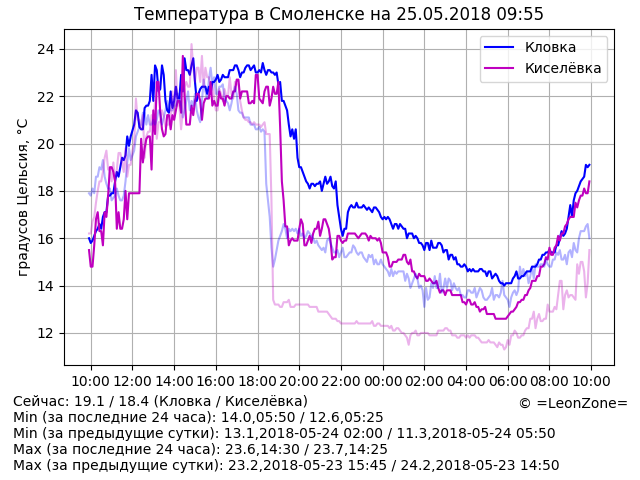 Температура в Смоленске на 25.05.2018 09:55
градусов Цельсия, °C
24
22
20
18
16
14
12
Кловка
Киселёвка
10:00 12:00 14:00 16:00 18:00 20:00 22:00 00:00 02:00 04:00 06:00 08:00 10:00
Сейчас: 19.1 / 18.4 (Кловка / Киселёвка)
© =LeonZone=
Min (за последние 24 часа): 14.0,05:50 / 12.6,05:25
Min (за предыдущие сутки): 13.1,2018-05-24 02:00 / 11.3,2018-05-24 05:50
Max (за последние 24 часа): 23.6,14:30 / 23.7,14:25
Max (за предыдущие сутки): 23.2,2018-05-23 15:45 / 24.2,2018-05-23 14:50